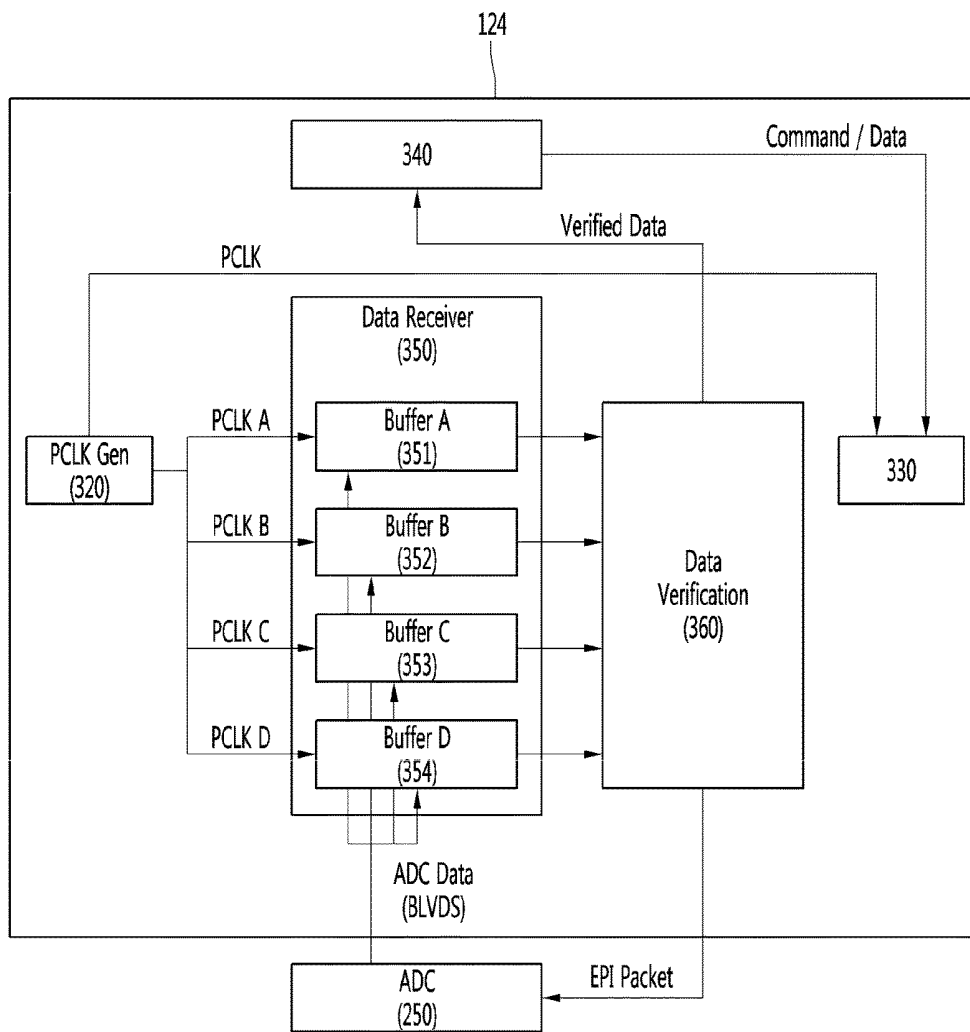 124
340
Command / Data
Verified Data
PCLK
Data Receiver
(350)
PCLK A
Buffer A
(351)
PCLK Gen
(320)
330
PCLK B
Buffer B
(352)
Data
Verification
(360)
PCLK C
Buffer C
(353)
PCLK D
Buffer D
(354)
ADC Data
(BLVDS)
ADC
(250)
EPI Packet